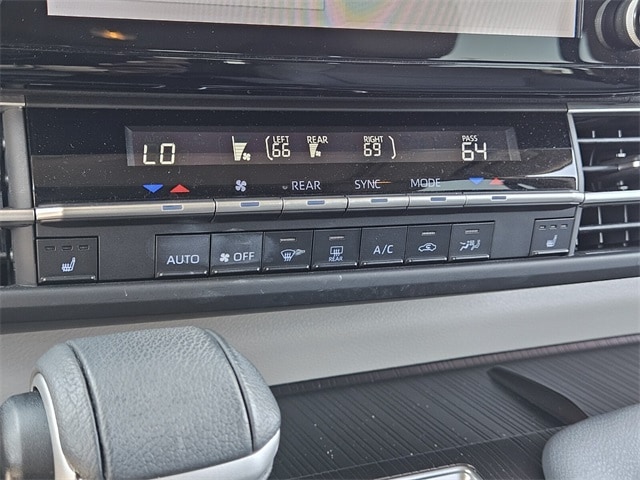 LEFT REAR RIGHT PASS
LO (66 69) 64
REAR SYNC MODE
AUTO OFF REAR A/C